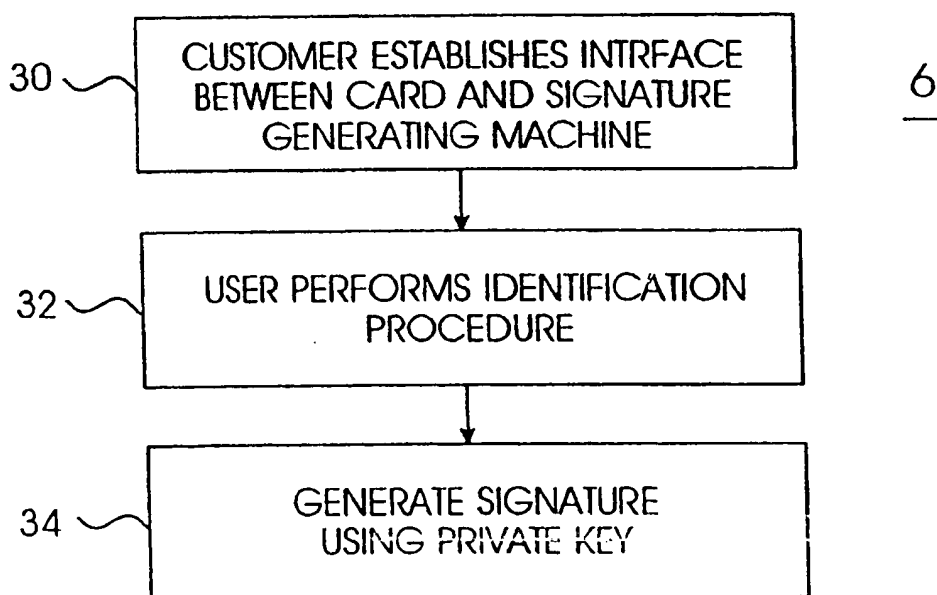 30
CUSTOMER ESTABLISHES INTRFACE
BETWEEN CARD AND SIGNATURE
GENERATING MACHINE
6
32
USER PERFORMS IDENTIFICATION
PROCEDURE
34
GENERATE SIGNATURE
USING PRIVATE KEY